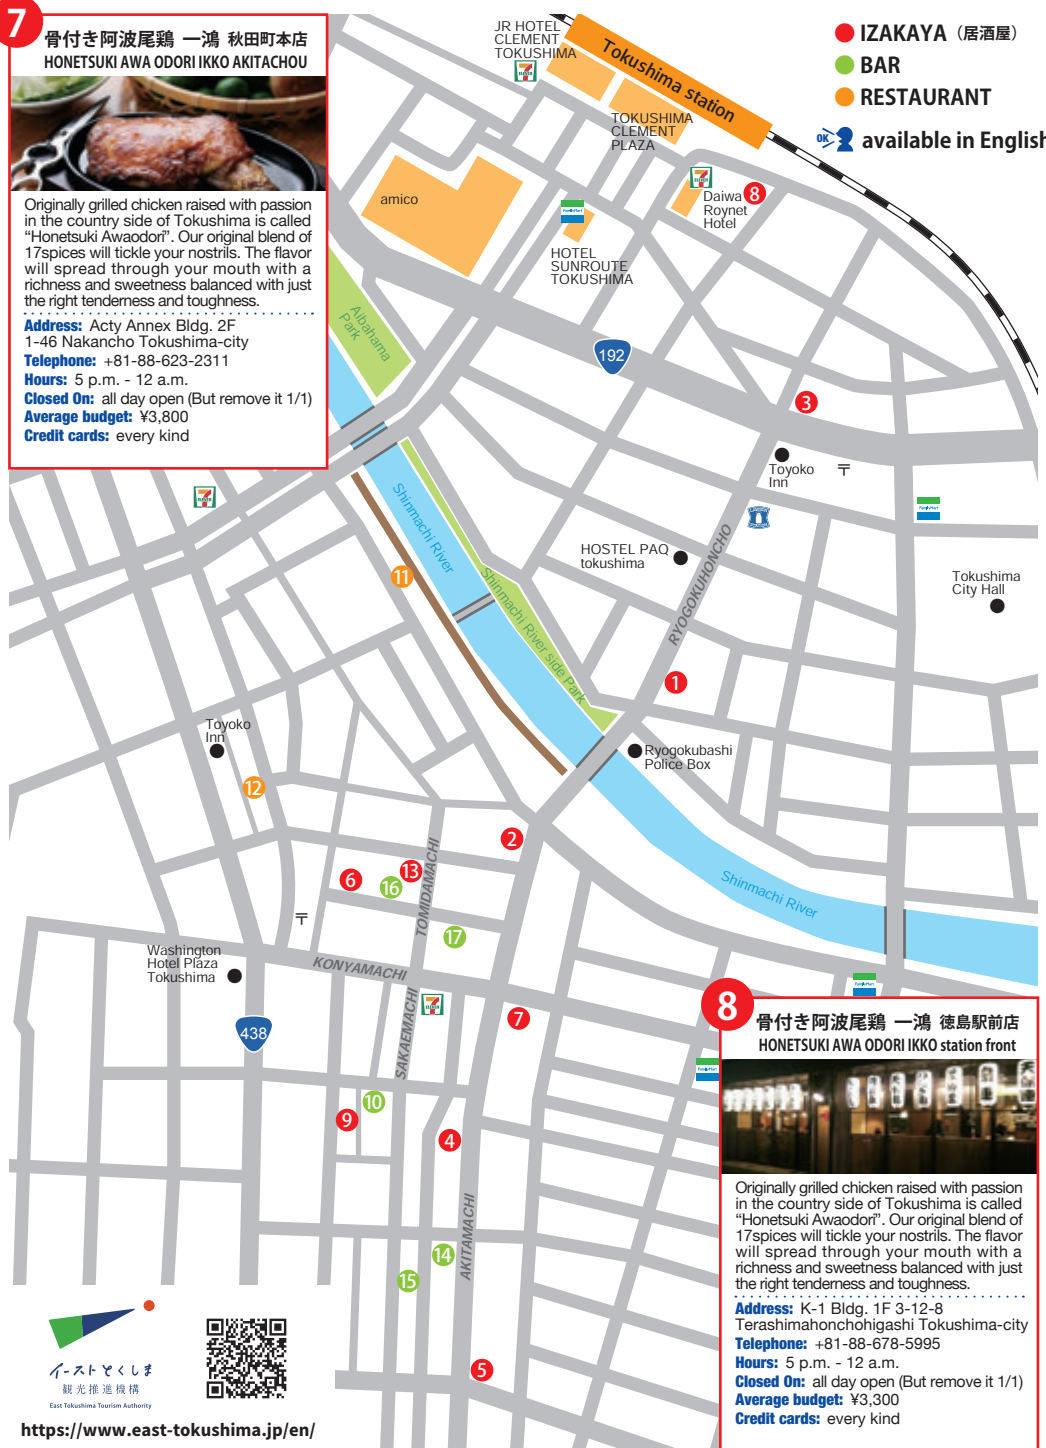 7
骨付き阿波尾鶏 一鴻 秋田町本店
HONETSUKI AWA ODORI IKKO AKITACHOU
Originally grilled chicken raised with passion
in the country side of Tokushima is called
“Honetsuki Awaodori”. Our original blend of
17spices will tickle your nostrils. The flavor
will spread through your mouth with a
richness and sweetness balanced with just
the right tenderness and toughness.
Address: Acty Annex Bldg. 2F
1-46 Nakancho Tokushima-city
Telephone: +81-88-623-2311
Hours: 5 p.m. - 12 a.m.
Closed On: all day open (But remove it 1/1)
Average budget: ¥3,800
Credit cards: every kind
IZAKAYA（居酒屋）
BAR
RESTAURANT
OK available in English
JR HOTEL
CLEMENT
TOKUSHIMA
7 ELEVEN
Tokushima station
TOKUSHIMA
CLEMENT
PLAZA
amico
7 ELEVEN
Daiwa
Roynet
Hotel
8
FamilyMart
HOTEL
SUNROUTE
TOKUSHIMA
Aibahama
Park
192
3
Toyoko
Inn
〒
7 ELEVEN
FamilyMart
Shinmachi River
HOSTEL PAQ
tokushima
RYOGOKUHONCHO
Tokushima
City Hall
11
Shinmachi River side Park
1
Toyoko
Inn
Ryogokubashi
Police Box
12
2
13
6
16
TOMIDAMACHI
Shinmachi River
17
〒
Washington
Hotel Plaza
Tokushima
KONYAMACHI
FamilyMart
SAKAEMACHI
7 ELEVEN
7
438
FamilyMart
10
9
4
14
15
AKITAMACHI
5
8
骨付き阿波尾鶏 一鴻 徳島駅前店
HONETSUKI AWA ODORI IKKO station front
Originally grilled chicken raised with passion
in the country side of Tokushima is called
“Honetsuki Awaodori”. Our original blend of
17spices will tickle your nostrils. The flavor
will spread through your mouth with a
richness and sweetness balanced with just
the right tenderness and toughness.
Address: K-1 Bldg. 1F 3-12-8
Terashimahonchohigashi Tokushima-city
Telephone: +81-88-678-5995
Hours: 5 p.m. - 12 a.m.
Closed On: all day open (But remove it 1/1)
Average budget: ¥3,300
Credit cards: every kind
イーストとくしま
観光推進機構
East Tokushima Tourism Authority
https://www.east-tokushima.jp/en/